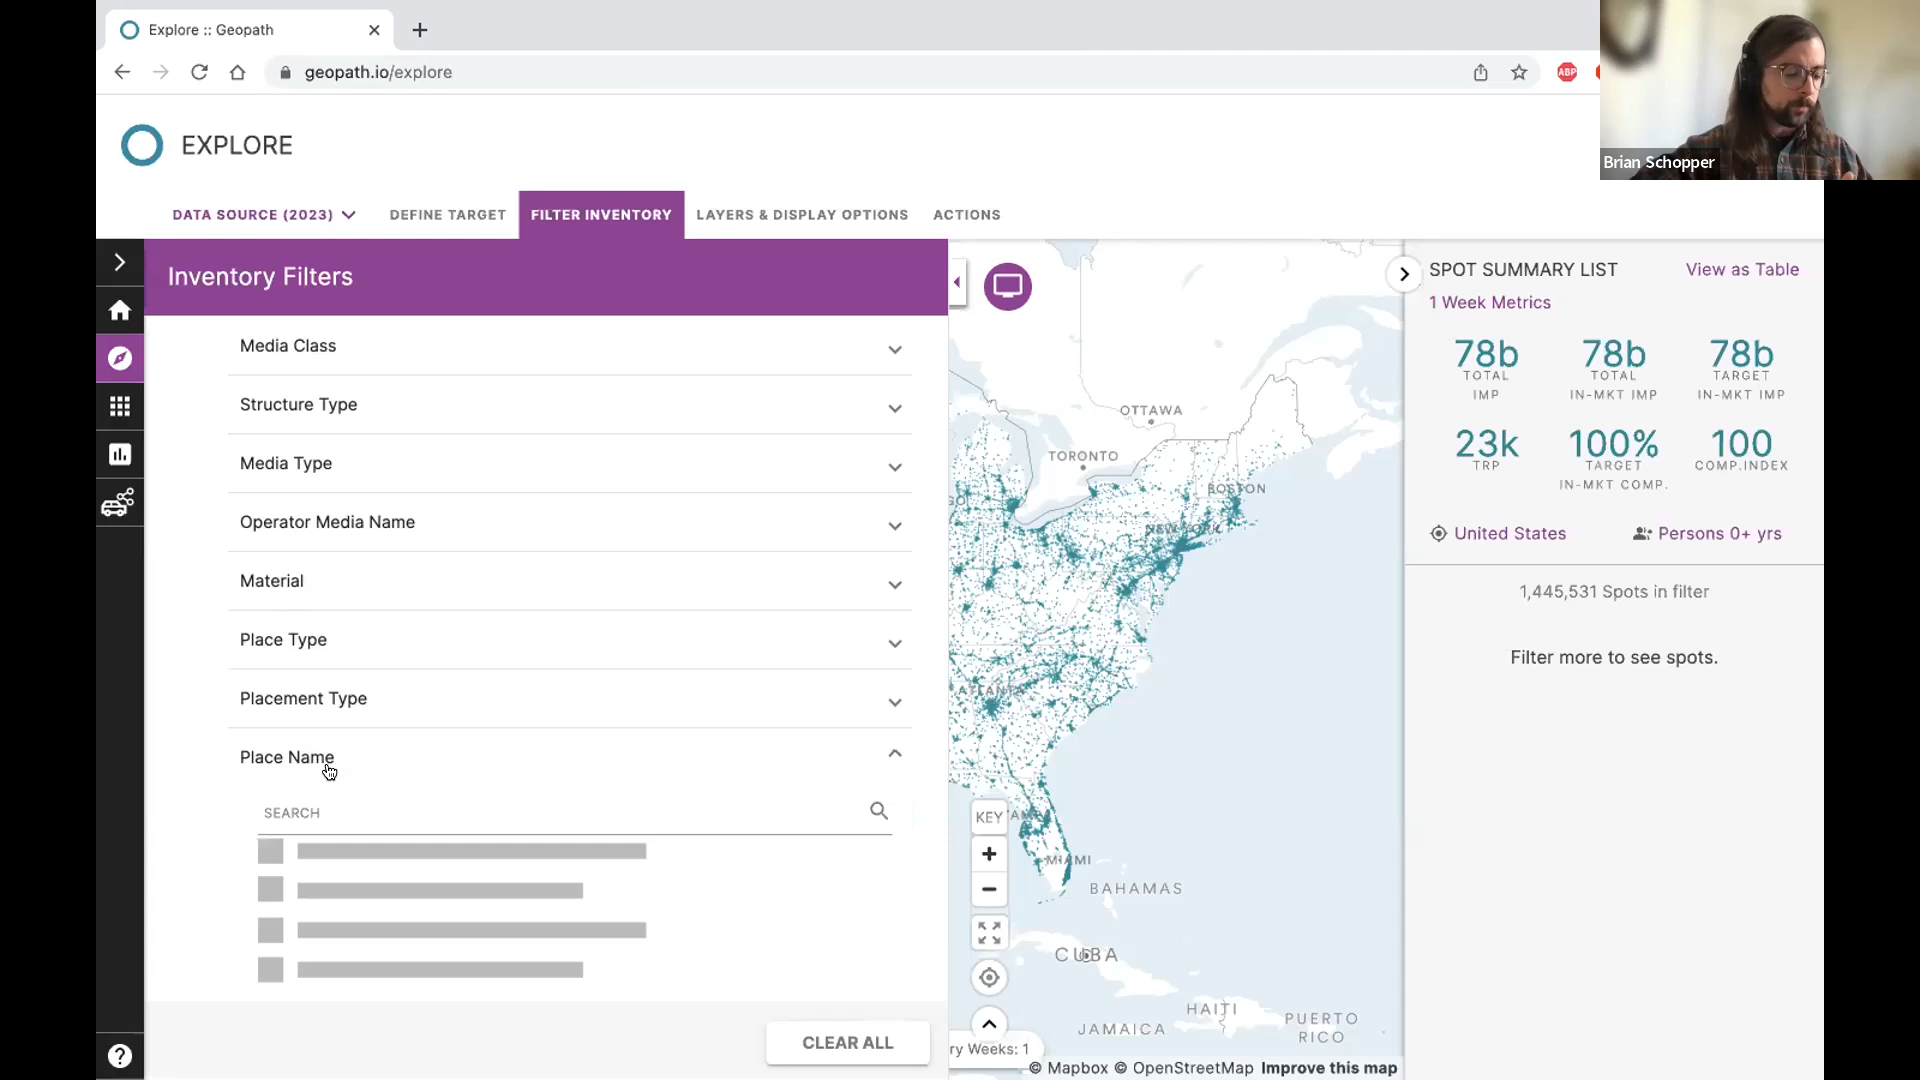 Explore :: Geopath
geopath.io/explore
ABP
Brian Schopper
EXPLORE
DATA SOURCE (2023)
DEFINE TARGET
FILTER INVENTORY
LAYERS & DISPLAY OPTIONS
ACTIONS
Inventory Filters
Media Class
Structure Type
Media Type
Operator Media Name
Material
Place Type
Placement Type
Place Name
SEARCH
CLEAR ALL
OTTAWA
TORONTO
BOSTON
NEW YORK
ATLANTA
KEY
MIAMI
BAHAMAS
CUBA
HAITI
JAMAICA
PUERTO
RICO
ry Weeks: 1
© Mapbox © OpenStreetMap Improve this map
SPOT SUMMARY LIST
View as Table
1 Week Metrics
78b
TOTAL
IMP
78b
TOTAL
IN-MKT IMP
78b
TARGET
IN-MKT IMP
23k
TRP
100%
TARGET
IN-MKT COMP.
100
COMP.INDEX
United States
Persons 0+ yrs
1,445,531 Spots in filter
Filter more to see spots.